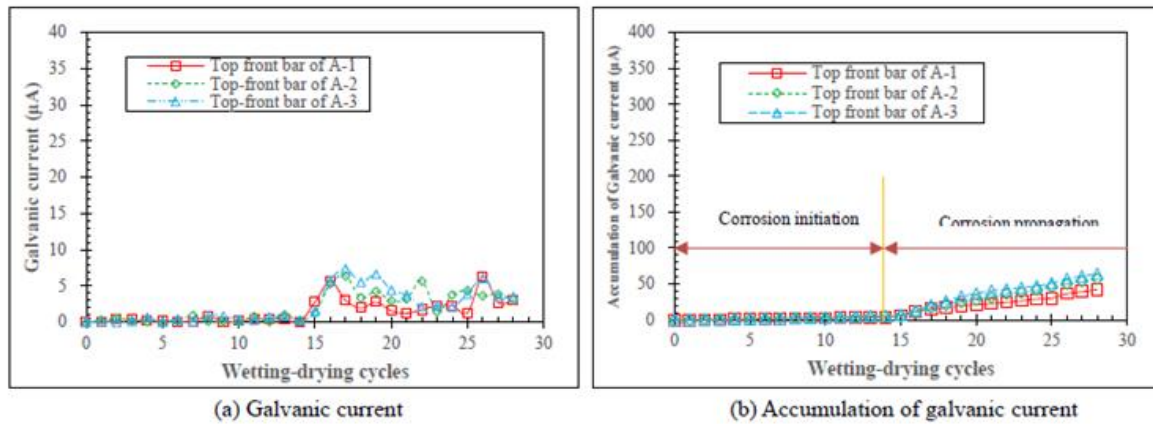 40
35
30
25
20
15
10
5
0
Galvanic current (µA)
Top front bar of A-1
Top-front bar of A-2
Top-front bar of A-3
0 5 10 15 20 25 30
Wetting-drying cycles
(a) Galvanic current
400
350
300
250
200
150
100
50
0
Accumulation of Galvanic current (µA)
Top front bar of A-1
Top front bar of A-2
Top front bar of A-3
Corrosion initiation
Corrosion propagation
0 5 10 15 20 25 30
Wetting-drying cycles
(b) Accumulation of galvanic current